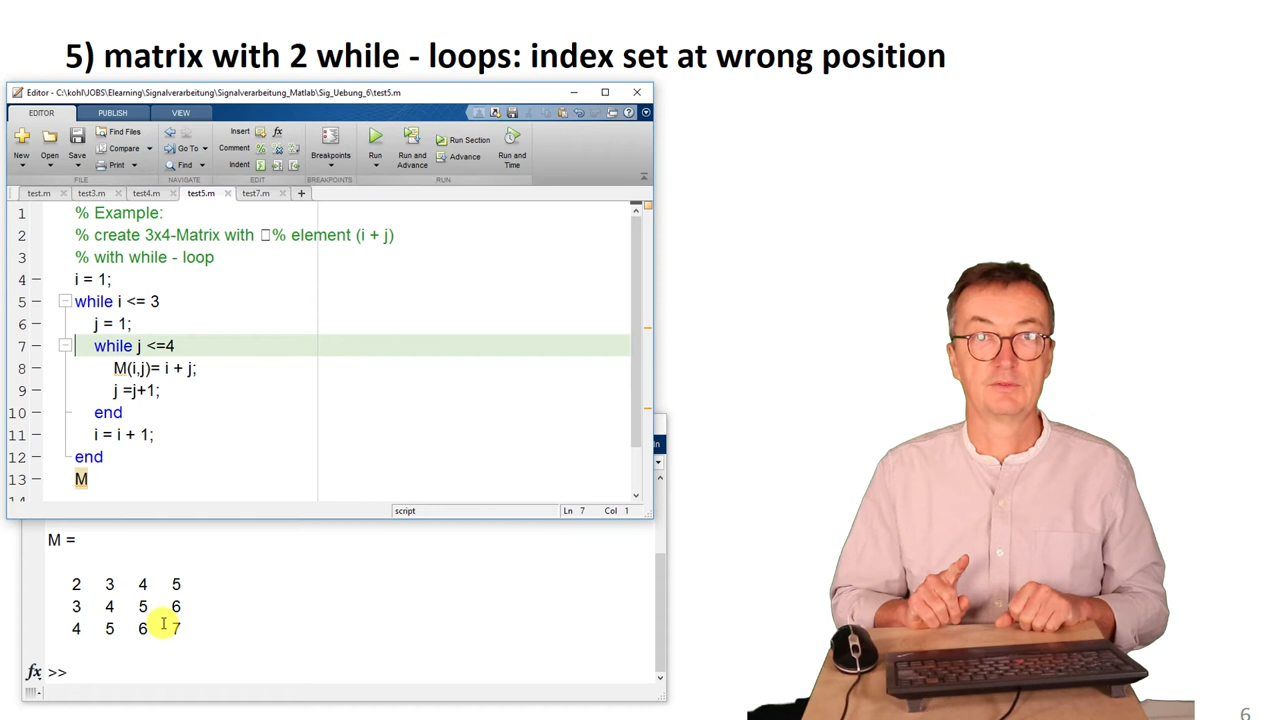 5) matrix with 2 while - loops: index set at wrong position
Editor - C:\kohl\JOBS\Elearning\Signalverarbeitung\Signalverarbeitung_Matlab\Sig_Uebung_6\test5.m
EDITOR PUBLISH VIEW
New Open Save Find Files Compare Print Go To Find Insert fx Comment Indent Breakpoints Run Run and Advance Run Section Advance Run and Time
FILE NAVIGATE EDIT BREAKPOINTS RUN
test.m test3.m test4.m test5.m test7.m +
1 % Example:
2 % create 3x4-Matrix with □% element (i + j)
3 % with while - loop
4 i = 1;
5 while i <= 3
6 j = 1;
7 while j <=4
8 M(i,j)= i + j;
9 j =j+1;
10 end
11 i = i + 1;
12 end
13 M
14
script Ln 7 Col 1
M =
2 3 4 5
3 4 5 6
4 5 6 7
fx >>
6